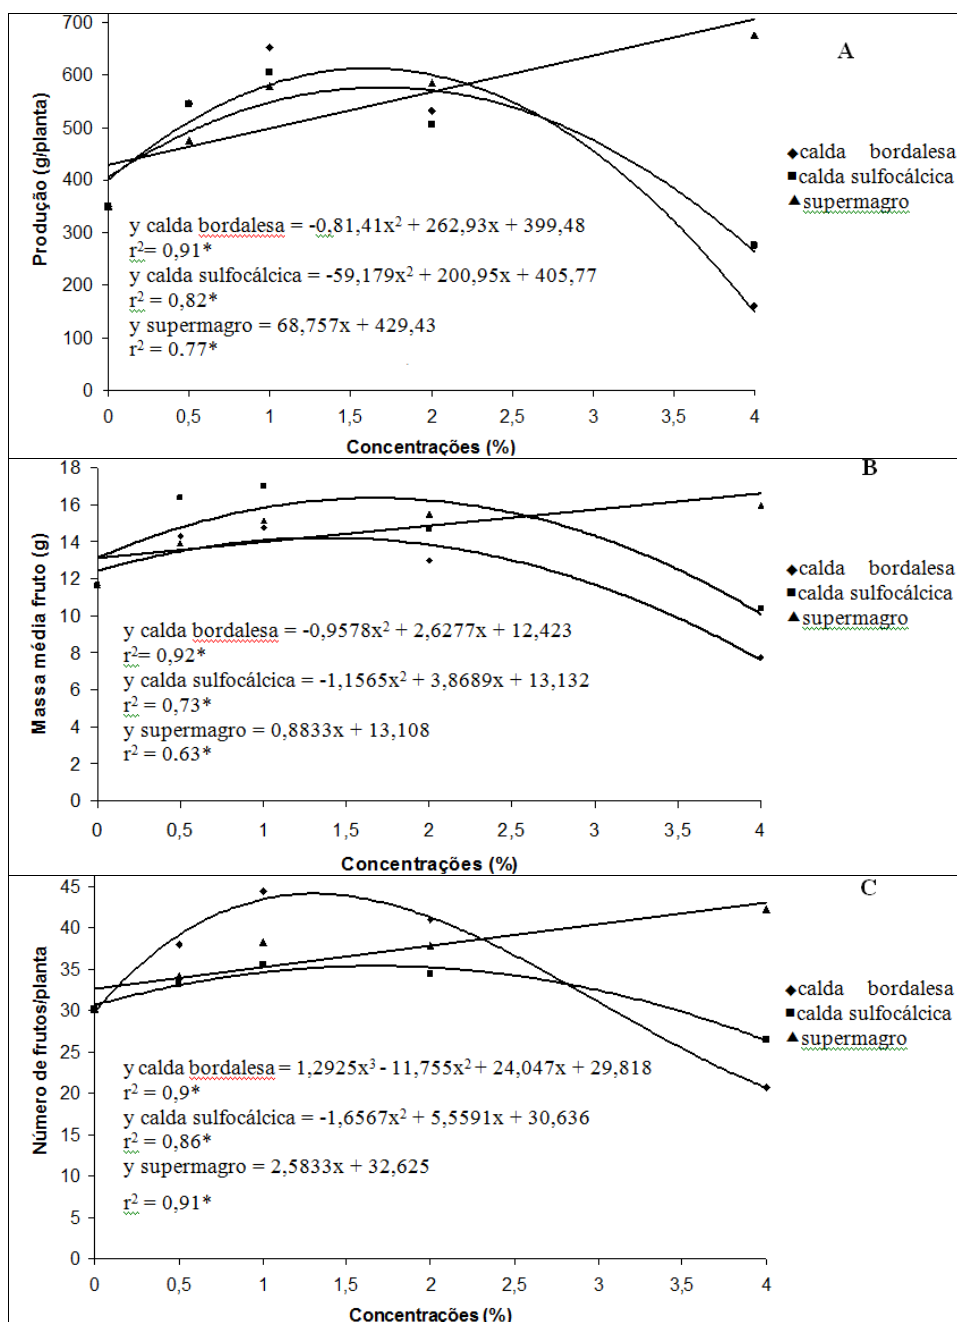 A
700
600
500
400
300
200
100
0
Produção (g/planta)
0 0,5 1 1,5 2 2,5 3 3,5 4
Concentrações (%)
calda bordalesa
calda sulfocálcica
supermagro
y calda bordalesa = -0,81,41x² + 262,93x + 399,48
r²= 0,91*
y calda sulfocálcica = -59,179x² + 200,95x + 405,77
r² = 0,82*
y supermagro = 68,757x + 429,43
r² = 0.77*
B
18
16
14
12
10
8
6
4
2
0
Massa média fruto (g)
0 0,5 1 1,5 2 2,5 3 3,5 4
Concentrações (%)
calda bordalesa
calda sulfocálcica
supermagro
y calda bordalesa = -0,9578x² + 2,6277x + 12,423
r²= 0,92*
y calda sulfocálcica = -1,1565x² + 3,8689x + 13,132
r² = 0,73*
y supermagro = 0,8833x + 13,108
r² = 0.63*
C
45
40
35
30
25
20
15
10
5
0
Número de frutos/planta
0 0,5 1 1,5 2 2,5 3 3,5 4
Concentrações (%)
calda bordalesa
calda sulfocálcica
supermagro
y calda bordalesa = 1,2925x³ - 11,755x² + 24,047x + 29,818
r² = 0,9*
y calda sulfocálcica = -1,6567x² + 5,5591x + 30,636
r² = 0,86*
y supermagro = 2,5833x + 32,625
r² = 0,91*